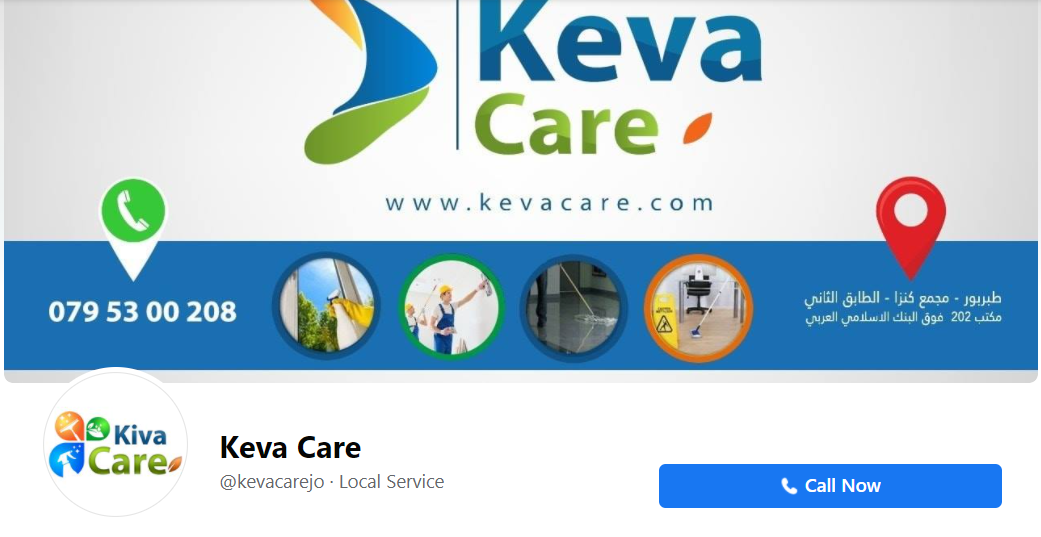 Keva
Care
www.kevacare.com
079 53 00 208
طبربور - مجمع كنزا - الطابق الثاني
مكتب 202 فوق البنك الاسلامي العربي
Kiva
Care
Keva Care
@kevacarejo · Local Service
Call Now